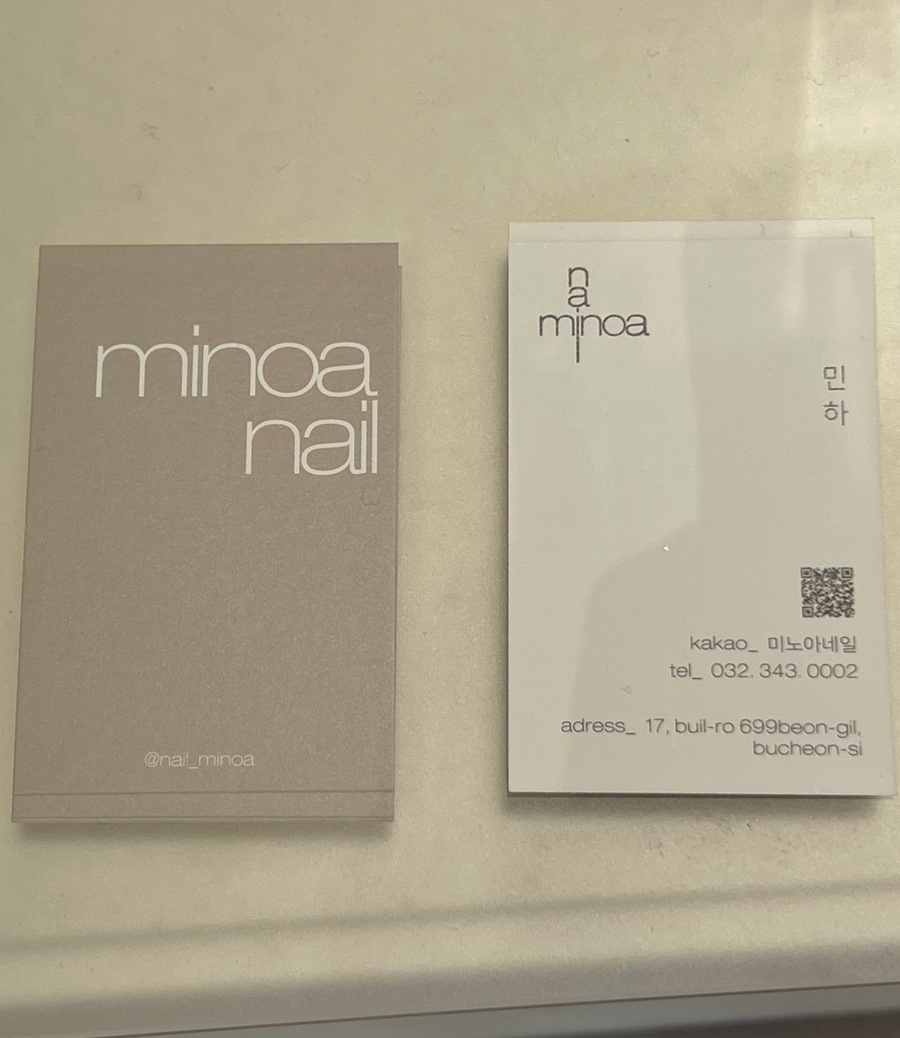 minoa
nail
@nail_minoa
nail
minoa
민
하
kakao_ 미노아네일
tel_ 032. 343. 0002
adress_ 17, buil-ro 699beon-gil,
bucheon-si